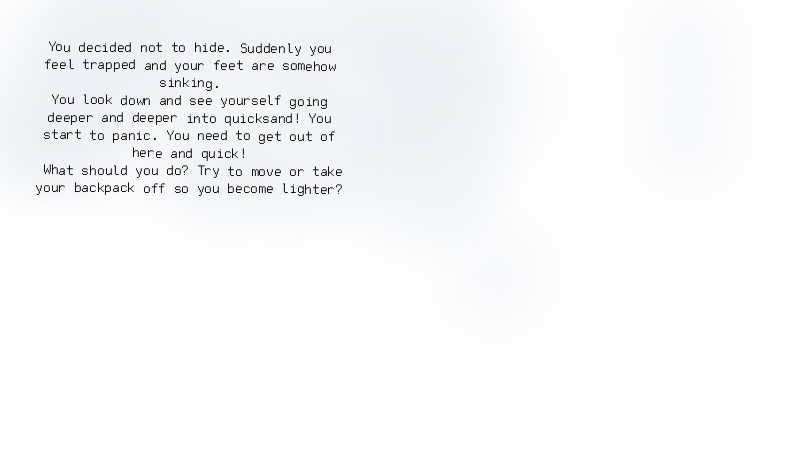 You decided not to hide. Suddenly you
feel trapped and your feet are somehow
sinking.
You look down and see yourself going
deeper and deeper into quicksand! You
start to panic. You need to get out of
here and quick!
What should you do? Try to move or take
your backpack off so you become lighter?